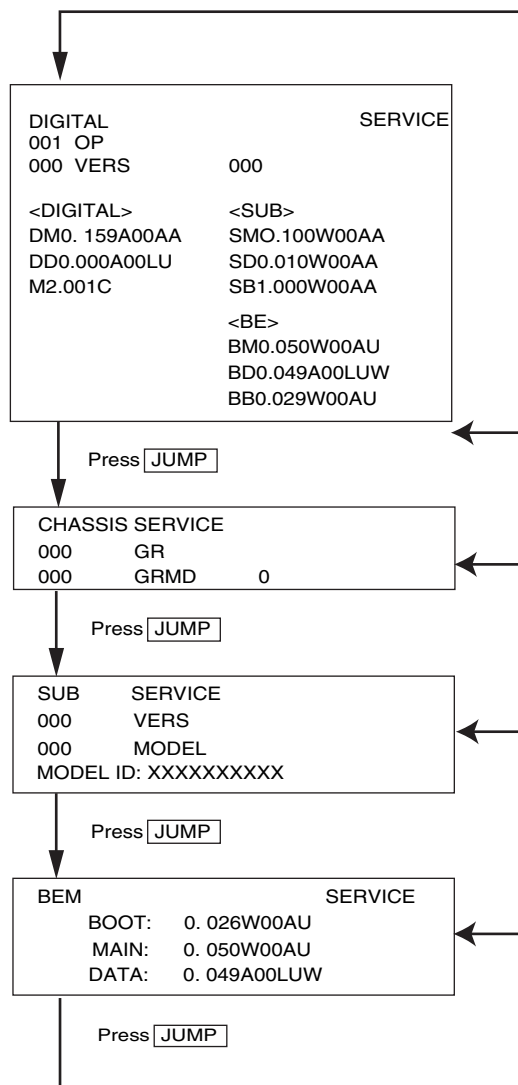 DIGITAL SERVICE
001 OP
000 VERS 000
<DIGITAL> <SUB>
DM0. 159A00AA SMO.100W00AA
DD0.000A00LU SD0.010W00AA
M2.001C SB1.000W00AA
<BE>
BM0.050W00AU
BD0.049A00LUW
BB0.029W00AU
Press JUMP
CHASSIS SERVICE
000 GR
000 GRMD 0
Press JUMP
SUB SERVICE
000 VERS
000 MODEL
MODEL ID: XXXXXXXXXX
Press JUMP
BEM SERVICE
BOOT: 0. 026W00AU
MAIN: 0. 050W00AU
DATA: 0. 049A00LUW
Press JUMP